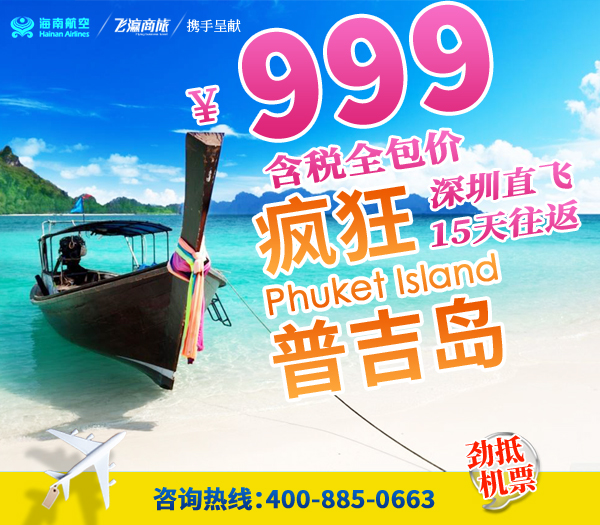 海南航空
Hainan Airlines
飞瀛商旅
携手呈献
¥999
含税全包价
疯狂
深圳直飞
15天往返
Phuket Island
普吉岛
劲抵
机票
咨询热线：400-885-0663